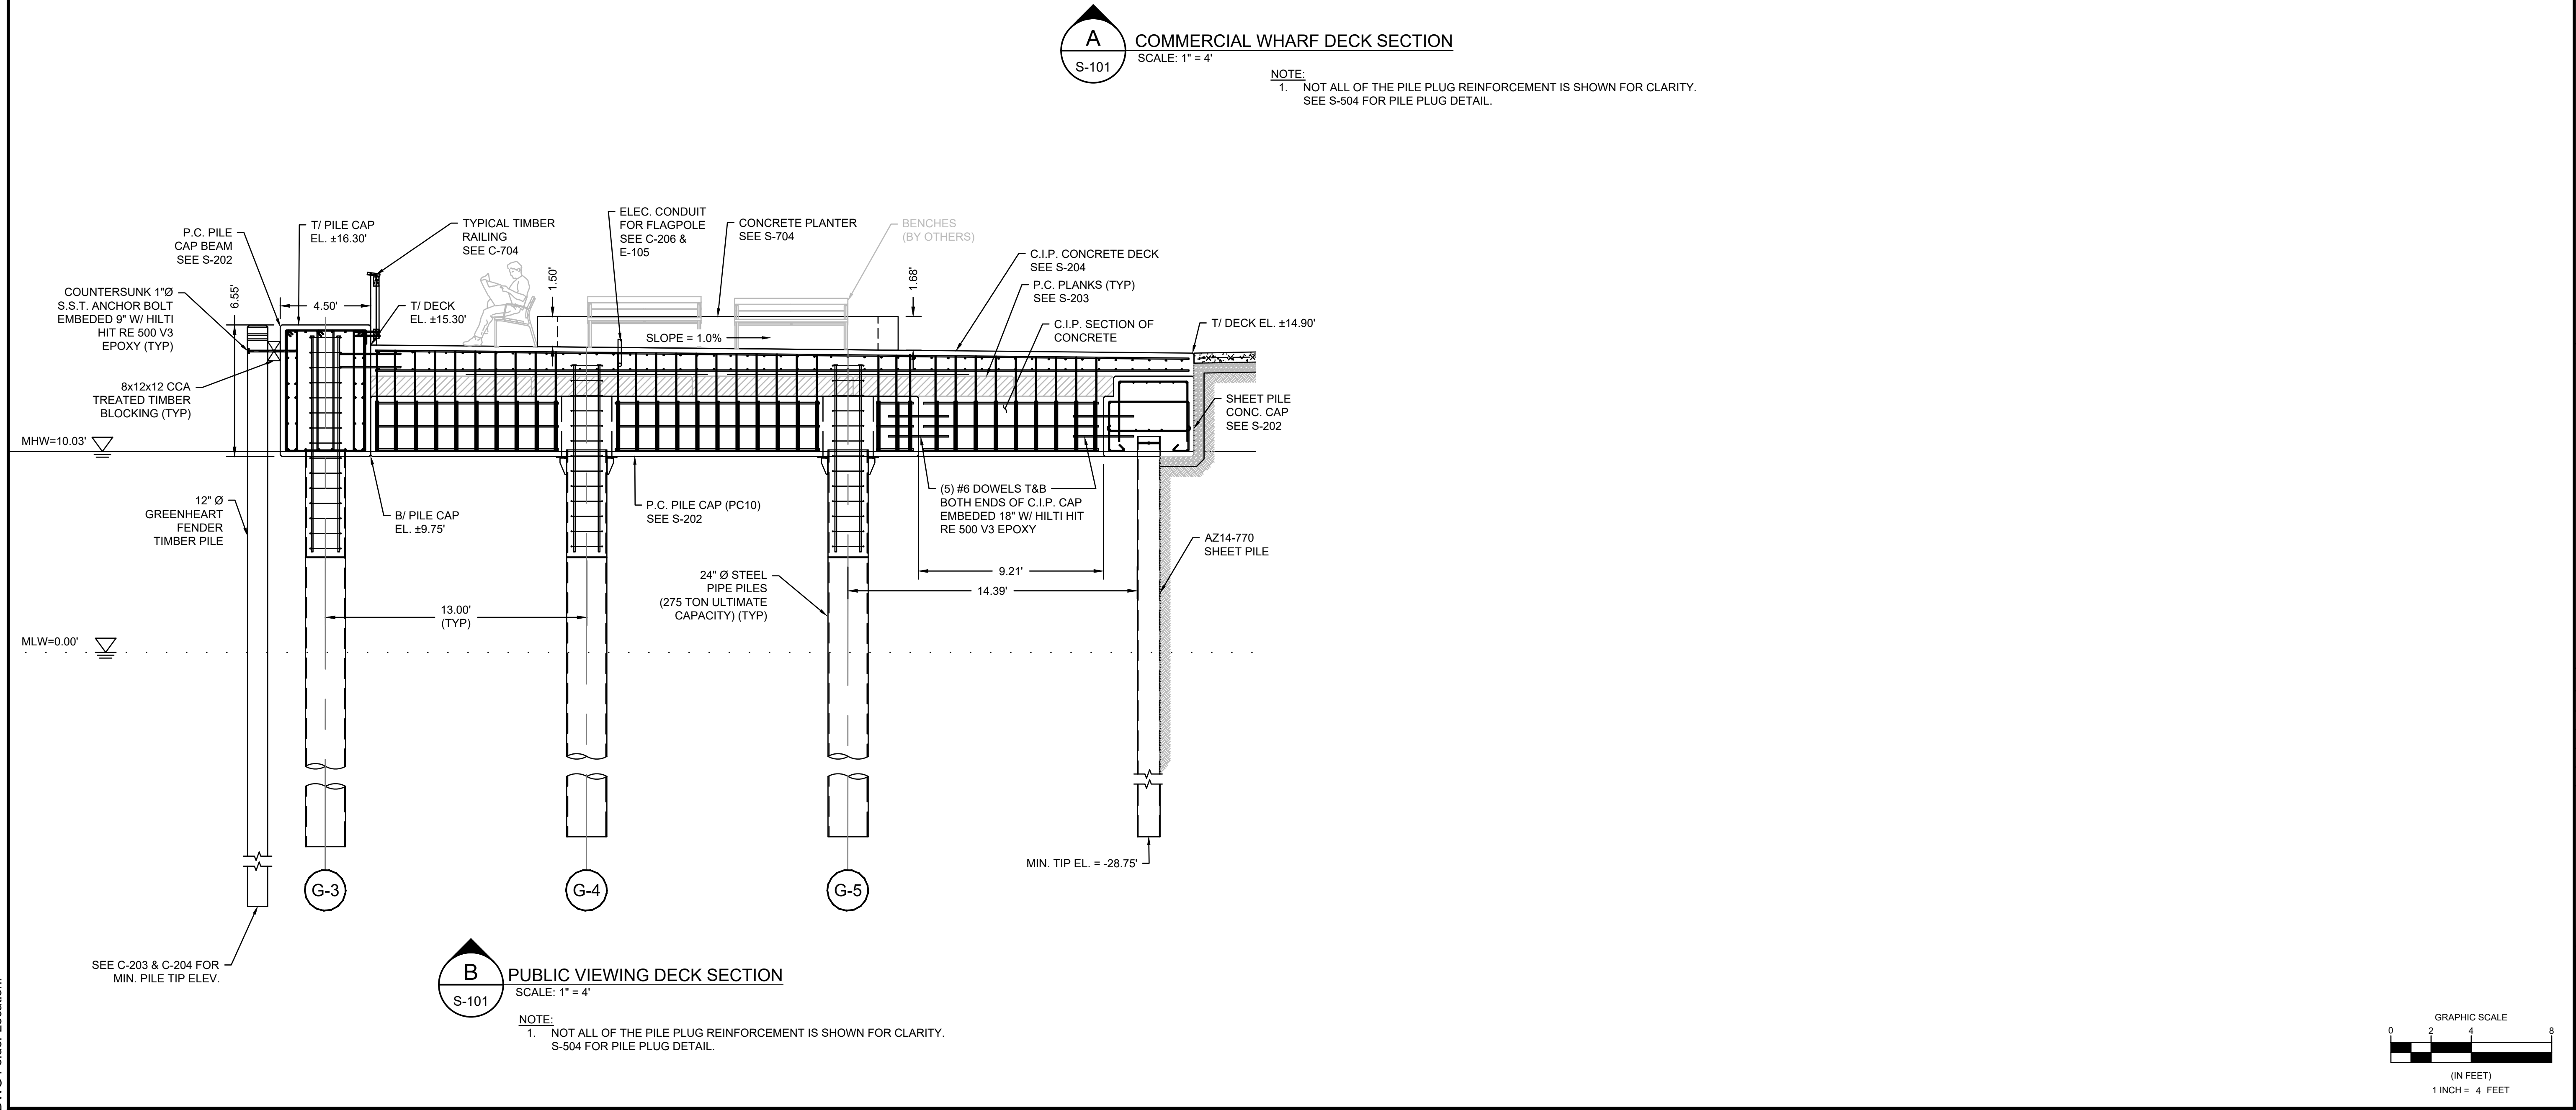 A
S-101
COMMERCIAL WHARF DECK SECTION
SCALE: 1" = 4'
NOTE:
1. NOT ALL OF THE PILE PLUG REINFORCEMENT IS SHOWN FOR CLARITY.
SEE S-504 FOR PILE PLUG DETAIL.
P.C. PILE
CAP BEAM
SEE S-202
T/ PILE CAP
EL. ±16.30'
TYPICAL TIMBER
RAILING
SEE C-704
ELEC. CONDUIT
FOR FLAGPOLE
SEE C-206 &
E-105
CONCRETE PLANTER
SEE S-704
BENCHES
(BY OTHERS)
C.I.P. CONCRETE DECK
SEE S-204
P.C. PLANKS (TYP)
SEE S-203
C.I.P. SECTION OF
CONCRETE
T/ DECK EL. ±14.90'
COUNTERSUNK 1"Ø
S.S.T. ANCHOR BOLT
EMBEDED 9" W/ HILTI
HIT RE 500 V3
EPOXY (TYP)
6.55'
4.50'
T/ DECK
EL. ±15.30'
1.50'
1.68'
SLOPE = 1.0%
8x12x12 CCA
TREATED TIMBER
BLOCKING (TYP)
SHEET PILE
CONC. CAP
SEE S-202
MHW=10.03'
12" Ø
GREENHEART
FENDER
TIMBER PILE
B/ PILE CAP
EL. ±9.75'
P.C. PILE CAP (PC10)
SEE S-202
(5) #6 DOWELS T&B
BOTH ENDS OF C.I.P. CAP
EMBEDED 18" W/ HILTI HIT
RE 500 V3 EPOXY
AZ14-770
SHEET PILE
24" Ø STEEL
PIPE PILES
(275 TON ULTIMATE
CAPACITY) (TYP)
9.21'
14.39'
13.00'
(TYP)
MLW=0.00'
MIN. TIP EL. = -28.75'
G-3
G-4
G-5
SEE C-203 & C-204 FOR
MIN. PILE TIP ELEV.
B
S-101
PUBLIC VIEWING DECK SECTION
SCALE: 1" = 4'
NOTE:
1. NOT ALL OF THE PILE PLUG REINFORCEMENT IS SHOWN FOR CLARITY.
S-504 FOR PILE PLUG DETAIL.
GRAPHIC SCALE
0 2 4 8
(IN FEET)
1 INCH = 4 FEET